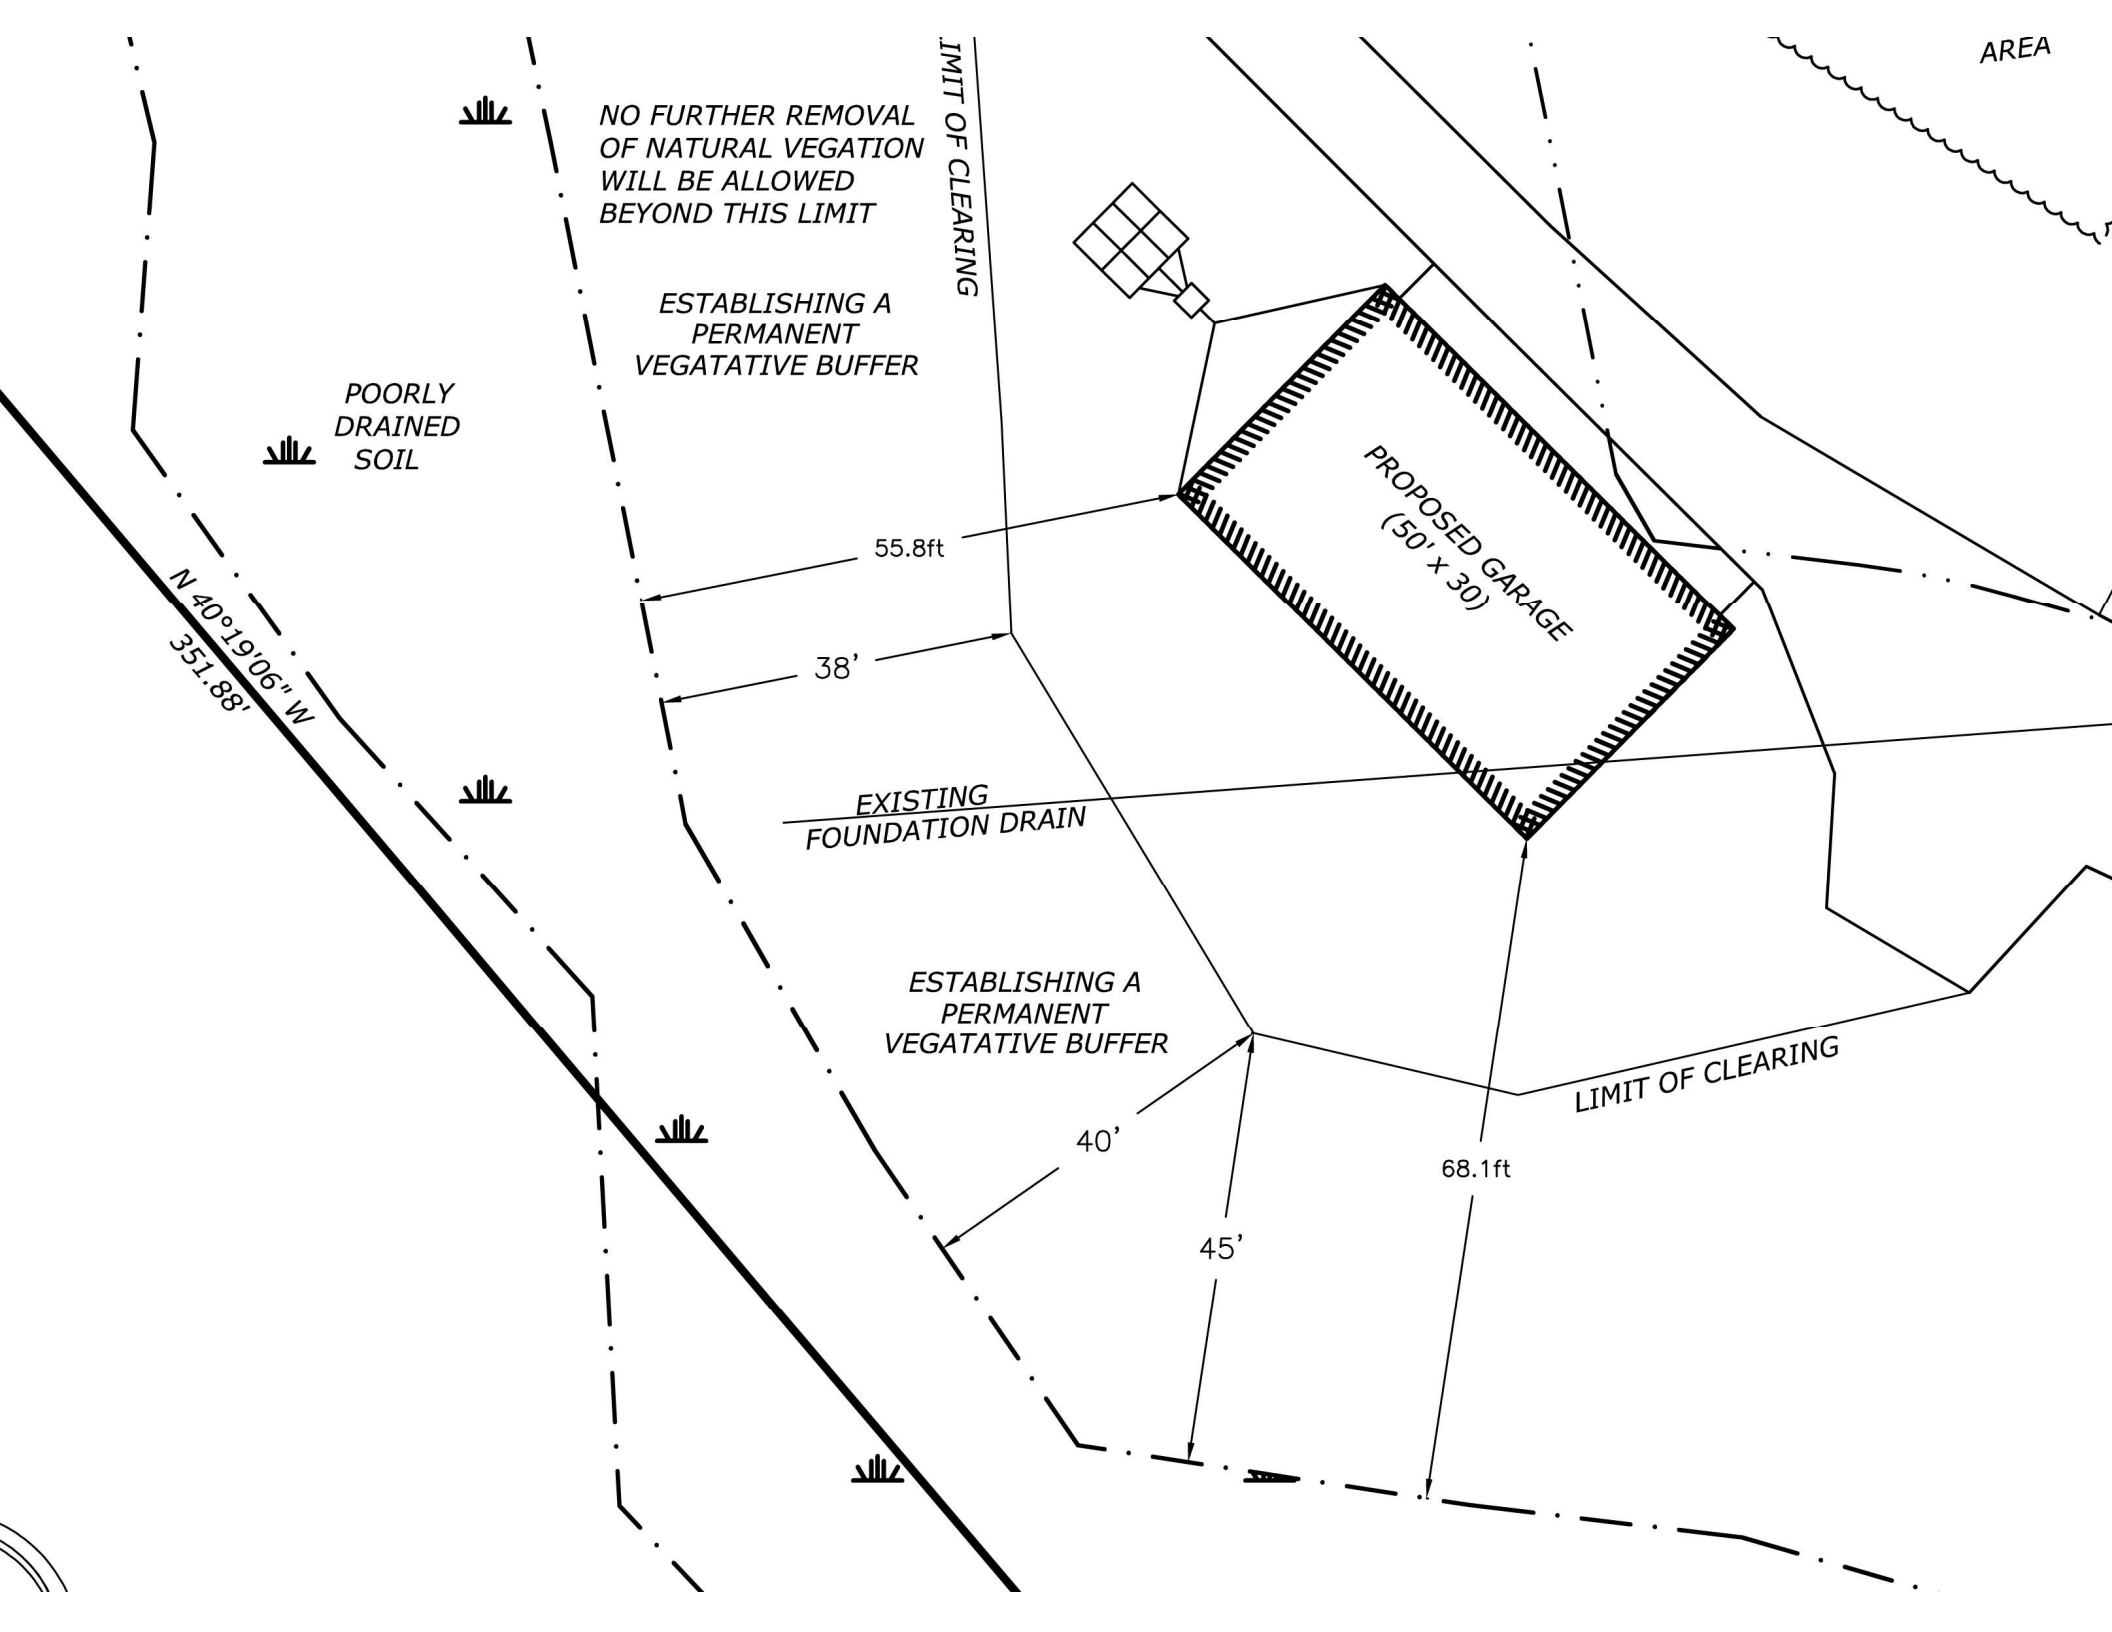 AREA
IMIT OF CLEARING
NO FURTHER REMOVAL
OF NATURAL VEGATION
WILL BE ALLOWED
BEYOND THIS LIMIT
ESTABLISHING A
PERMANENT
VEGATATIVE BUFFER
POORLY
DRAINED
SOIL
PROPOSED GARAGE
(50' x 30)
55.8ft
38'
N 40°19'06" W
351.88'
EXISTING
FOUNDATION DRAIN
ESTABLISHING A
PERMANENT
VEGATATIVE BUFFER
LIMIT OF CLEARING
40'
68.1ft
45'